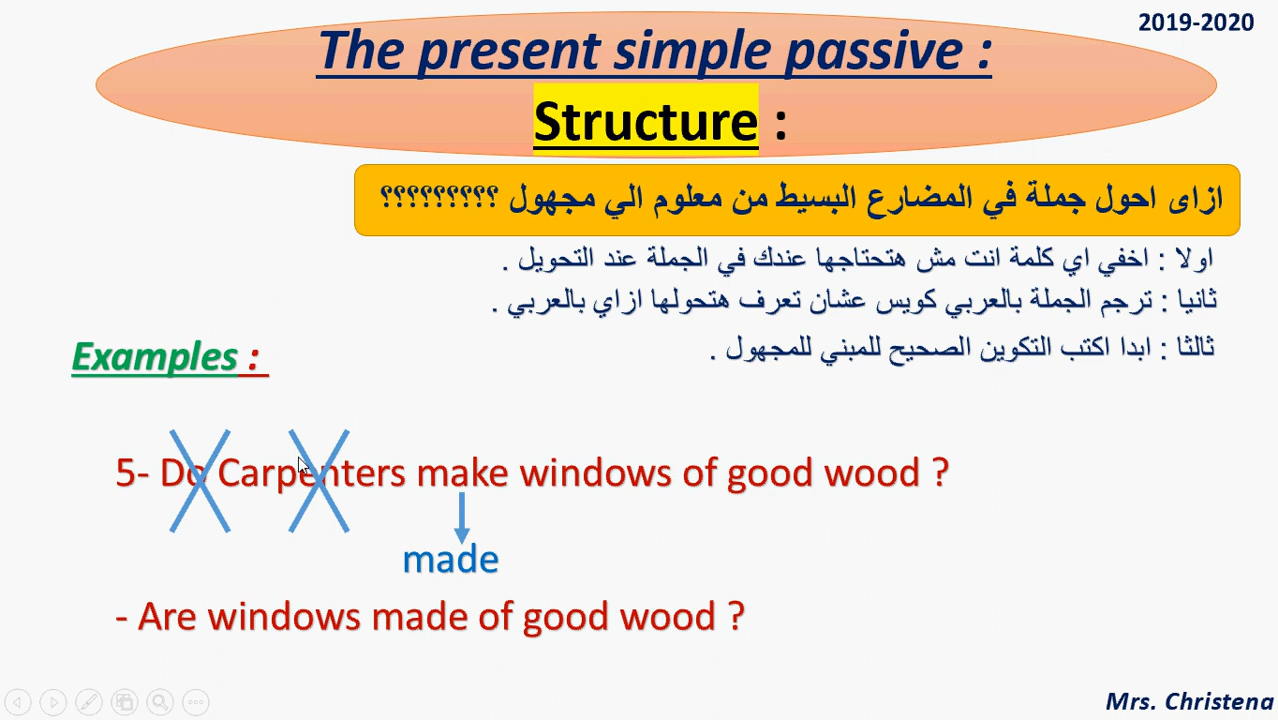 2019-2020
The present simple passive :
Structure :
ازاى احول جملة في المضارع البسيط من معلوم الي مجهول ؟؟؟؟؟؟؟؟؟
اولا : اخفي اي كلمة انت مش هتحتاجها عندك في الجملة عند التحويل .
ثانيا : ترجم الجملة بالعربي كويس عشان تعرف هتحولها ازاي بالعربي .
ثالثا : ابدا اكتب التكوين الصحيح للمبني للمجهول .
Examples :
5- Do Carpenters make windows of good wood ?
made
- Are windows made of good wood ?
Mrs. Christena